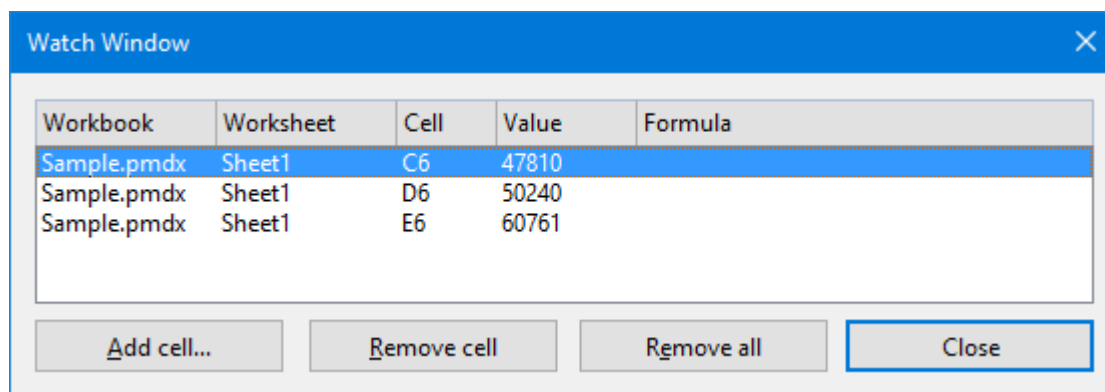 Watch Window
Workbook Worksheet Cell Value Formula
Sample.pmdx Sheet1 C6 47810
Sample.pmdx Sheet1 D6 50240
Sample.pmdx Sheet1 E6 60761
Add cell... Remove cell Remove all Close